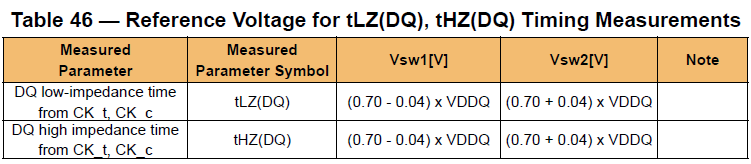 Table 46 — Reference Voltage for tLZ(DQ), tHZ(DQ) Timing Measurements
Measured Parameter
Measured Parameter Symbol
Vsw1[V]
Vsw2[V]
Note
DQ low-impedance time
from CK_t, CK_c
tLZ(DQ)
(0.70 - 0.04) x VDDQ
(0.70 + 0.04) x VDDQ
DQ high impedance time
from CK_t, CK_c
tHZ(DQ)
(0.70 - 0.04) x VDDQ
(0.70 + 0.04) x VDDQ